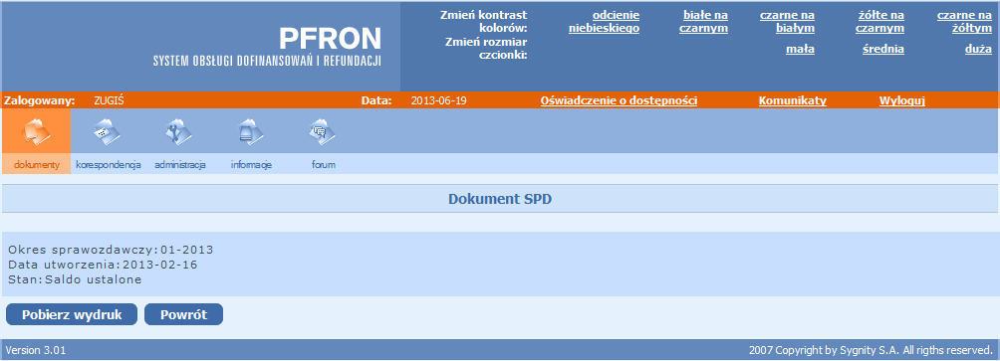 PFRON
SYSTEM OBSŁUGI DOFINANSOWAŃ I REFUNDACJI
Zmień kontrast kolorów:
odcienie niebieskiego
białe na czarnym
czarne na białym
żółte na czarnym
czarne na żółtym
Zmień rozmiar czcionki:
mała
średnia
duża
Zalogowany: ZUGIŚ Data: 2013-06-19 Oświadczenie o dostępności Komunikaty Wyloguj
dokumenty korespondencja administracja informacje forum
Dokument SPD
Okres sprawozdawczy:01-2013
Data utworzenia:2013-02-16
Stan:Saldo ustalone
Pobierz wydruk Powrót
Version 3.01 2007 Copyright by Sygnity S.A. All rigths reserved.